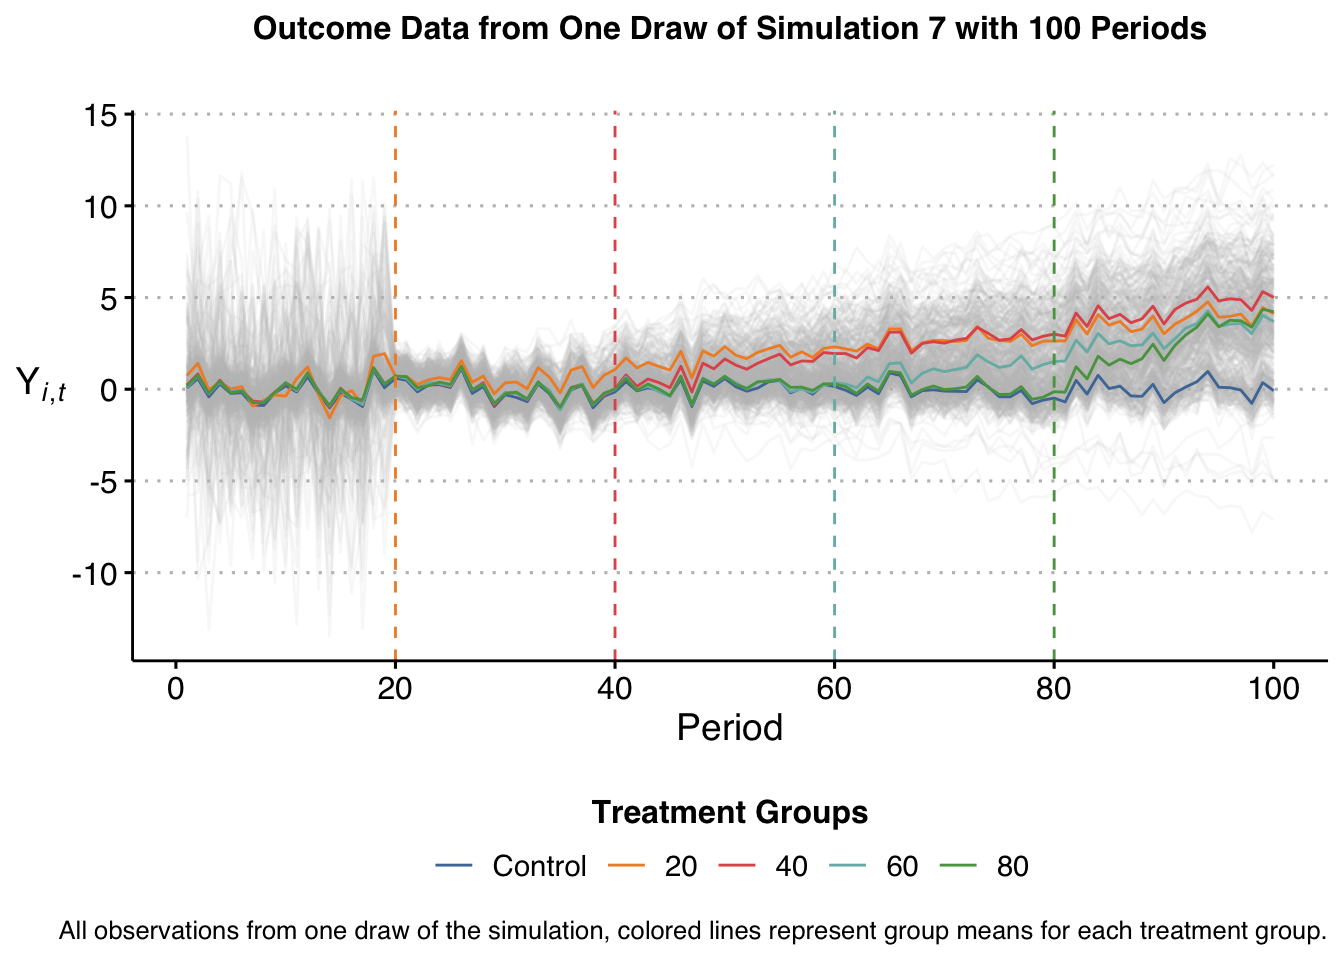 Outcome Data from One Draw of Simulation 7 with 100 Periods
15
10
5
0
-5
-10
Y i,t
0 20 40 60 80 100
Period
Treatment Groups
Control 20 40 60 80
All observations from one draw of the simulation, colored lines represent group means for each treatment group.